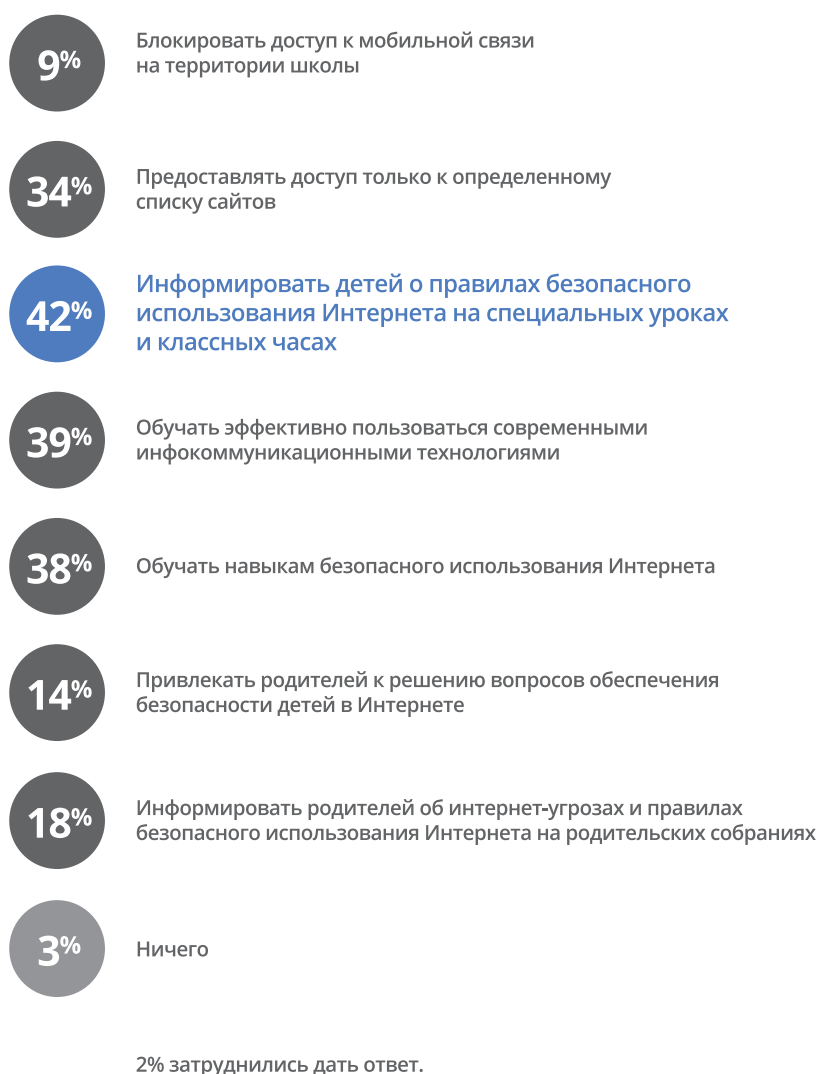 9%
Блокировать доступ к мобильной связи
на территории школы
34%
Предоставлять доступ только к определенному
списку сайтов
42%
Информировать детей о правилах безопасного
использования Интернета на специальных уроках
и классных часах
39%
Обучать эффективно пользоваться современными
инфокоммуникационными технологиями
38%
Обучать навыкам безопасного использования Интернета
14%
Привлекать родителей к решению вопросов обеспечения
безопасности детей в Интернете
18%
Информировать родителей об интернет-угрозах и правилах
безопасного использования Интернета на родительских собраниях
3%
Ничего
2% затруднились дать ответ.